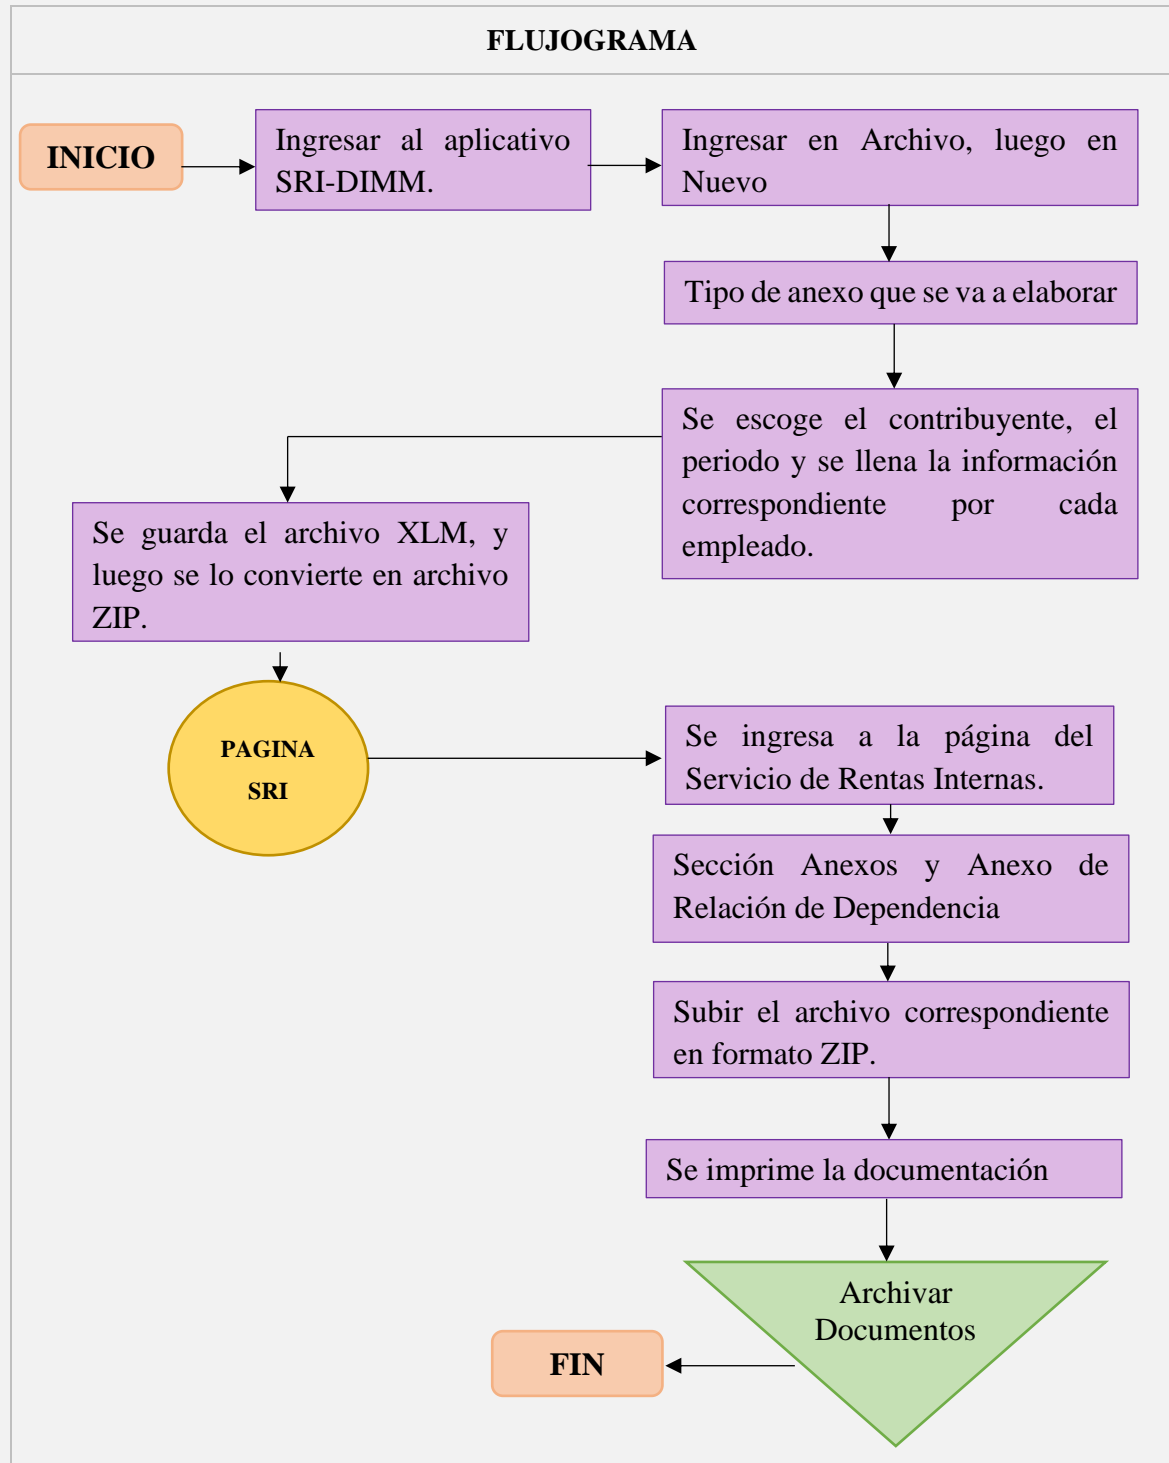 FLUJOGRAMA
INICIO
Ingresar al aplicativo
SRI-DIMM.
Ingresar en Archivo, luego en
Nuevo
Tipo de anexo que se va a elaborar
Se escoge el contribuyente, el
periodo y se llena la información
correspondiente por cada
empleado.
Se guarda el archivo XLM, y
luego se lo convierte en archivo
ZIP.
PAGINA
SRI
Se ingresa a la página del
Servicio de Rentas Internas.
Sección Anexos y Anexo de
Relación de Dependencia
Subir el archivo correspondiente
en formato ZIP.
Se imprime la documentación
Archivar
Documentos
FIN